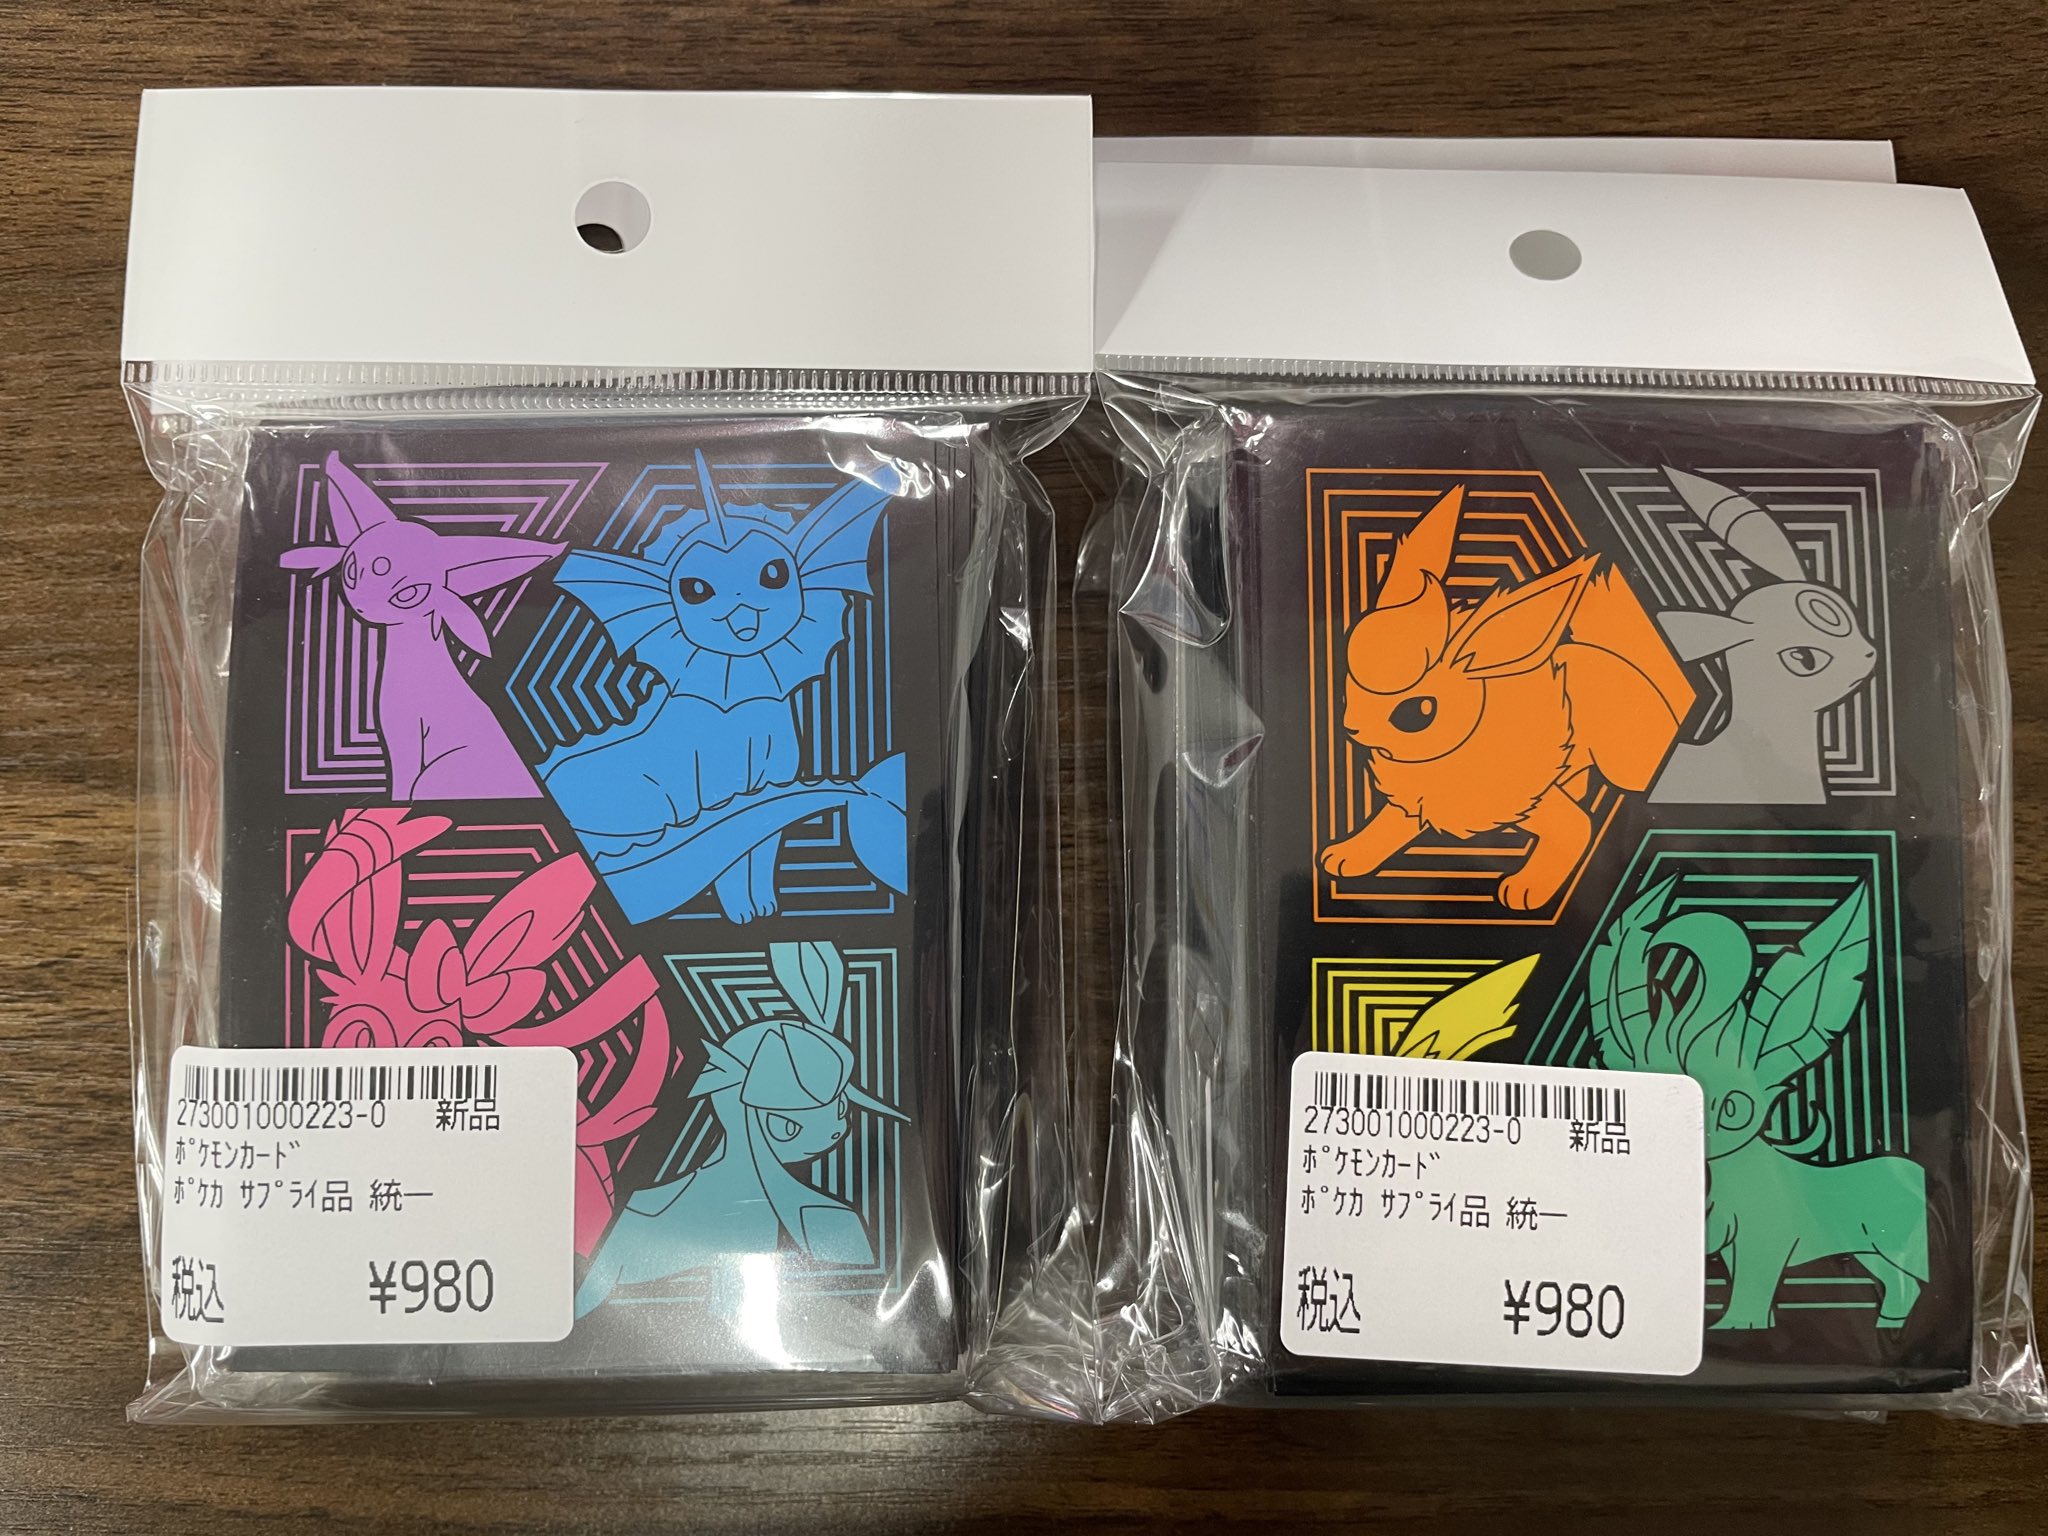 273001000223-0 新品
ﾎﾟｹﾓﾝｶｰﾄﾞ
ﾎﾟｹｶ ｻﾌﾟﾗｲ品 統一
税込 ¥980
273001000223-0 新品
ﾎﾟｹﾓﾝｶｰﾄﾞ
ﾎﾟｹｶ ｻﾌﾟﾗｲ品 統一
税込 ¥980